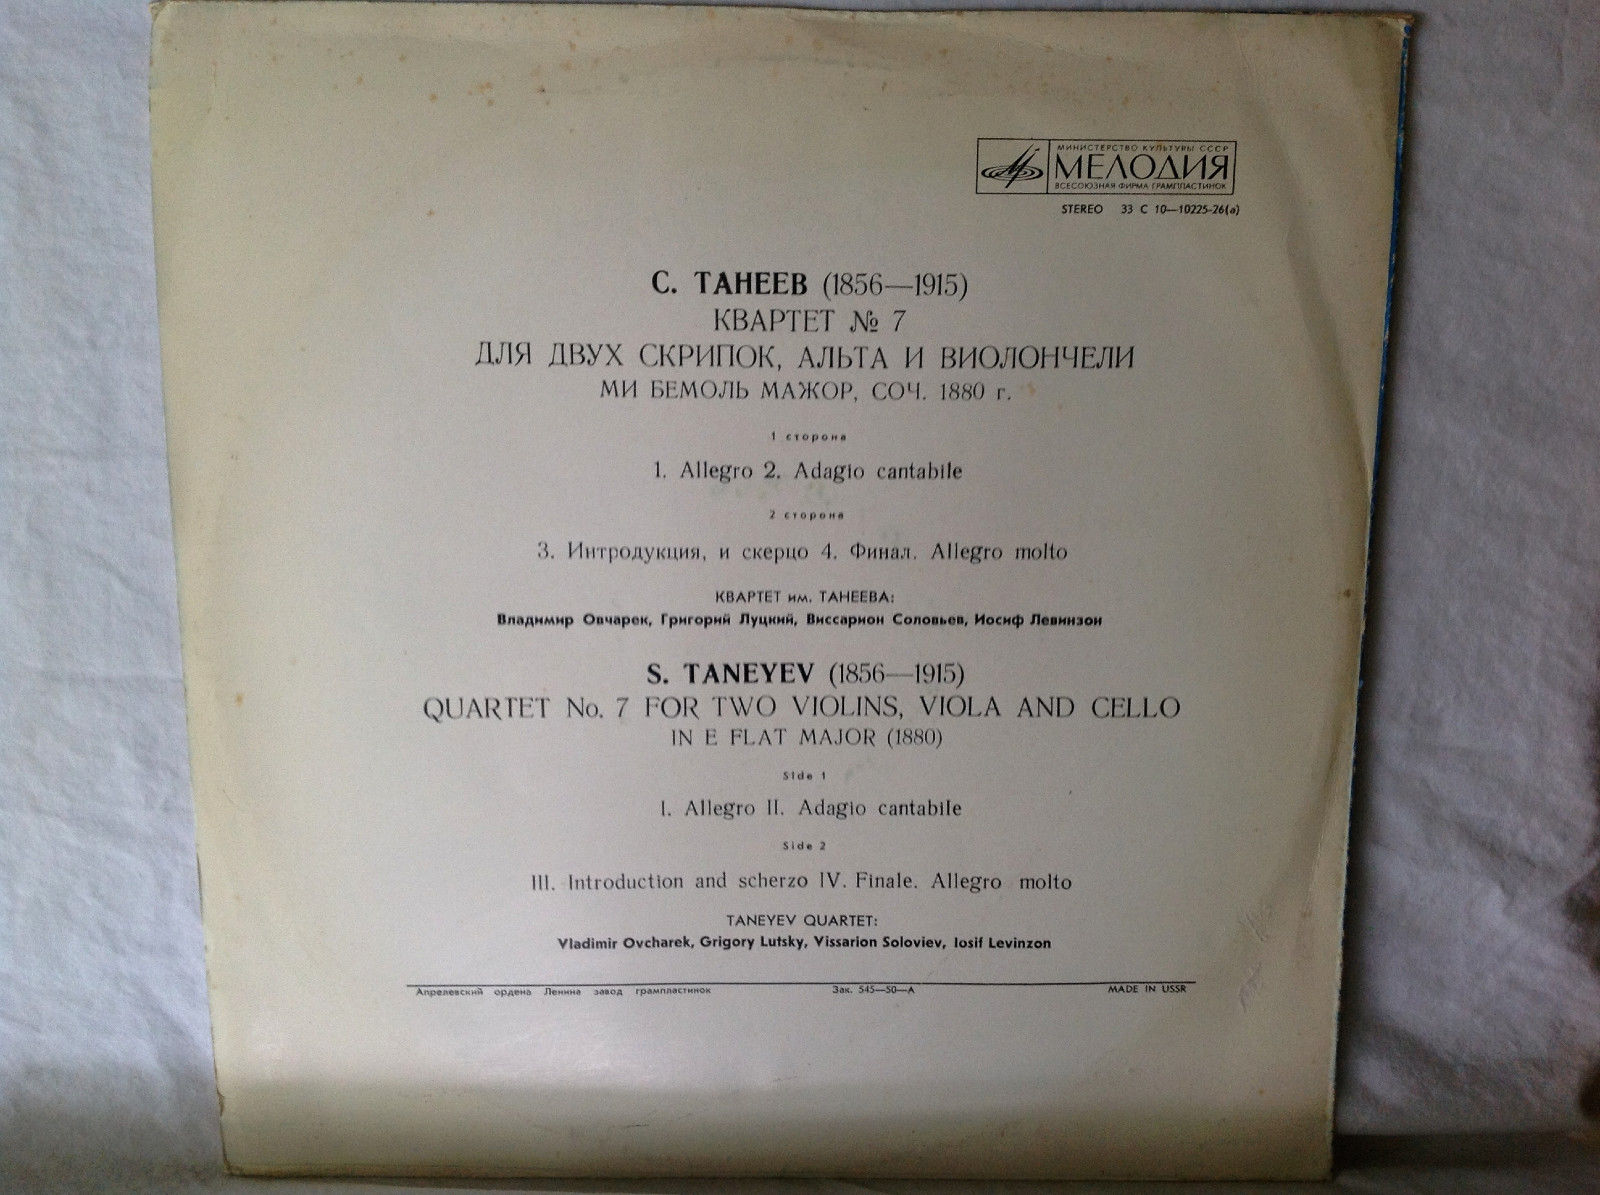 МИНИСТЕРСТВО КУЛЬТУРЫ СССР
МЕЛОДИЯ
ВСЕСОЮЗНАЯ ФИРМА ГРАМПЛАСТИНОК
STEREO 33 С 10—10225-26(а)
С. ТАНЕЕВ (1856—1915)
КВАРТЕТ № 7
ДЛЯ ДВУХ СКРИПОК, АЛЬТА И ВИОЛОНЧЕЛИ
МИ БЕМОЛЬ МАЖОР, СОЧ. 1880 г.
1 сторона
1. Allegro 2. Adagio cantabile
2 сторона
3. Интродукция, и скерцо 4. Финал. Allegro molto
КВАРТЕТ им. ТАНЕЕВА:
Владимир Овчарек, Григорий Луцкий, Виссарион Соловьев, Иосиф Левинзон
S. TANEYEV (1856—1915)
QUARTET No. 7 FOR TWO VIOLINS, VIOLA AND CELLO
IN E FLAT MAJOR (1880)
Side 1
I. Allegro II. Adagio cantabile
Side 2
III. Introduction and scherzo IV. Finale. Allegro molto
TANEYEV QUARTET:
Vladimir Ovcharek, Grigory Lutsky, Vissarion Soloviev, Iosif Levinzon
Апрелевский ордена Ленина завод грампластинок Зак. 545—50—А MADE IN USSR